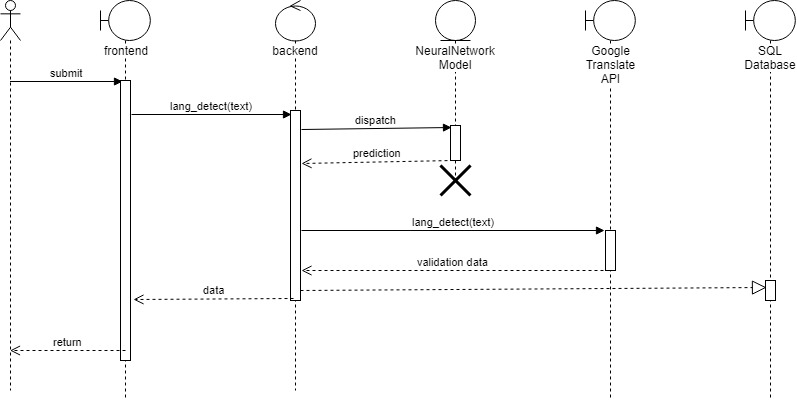 frontend
backend
NeuralNetwork
Model
Google
Translate
API
SQL
Database
submit
lang_detect(text)
dispatch
prediction
lang_detect(text)
validation data
data
return